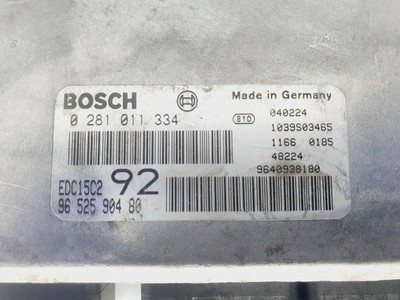 BOSCH
0 281 011 334
EDC15C2 92
96 525 904 80
Made in Germany
810 040224
1039S03465
1166 0185
48224
9640938180